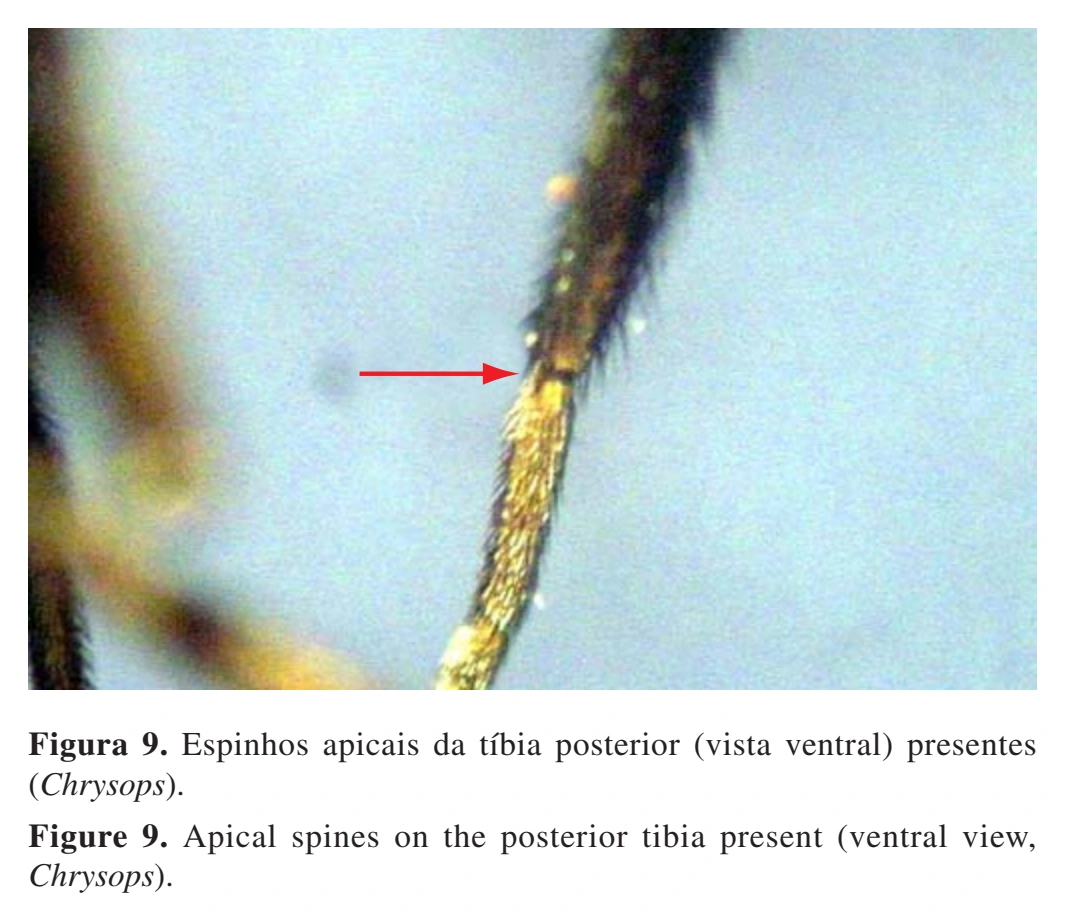 Figura 9. Espinhos apicais da tíbia posterior (vista ventral) presentes
(Chrysops).
Figure 9. Apical spines on the posterior tibia present (ventral view,
Chrysops).